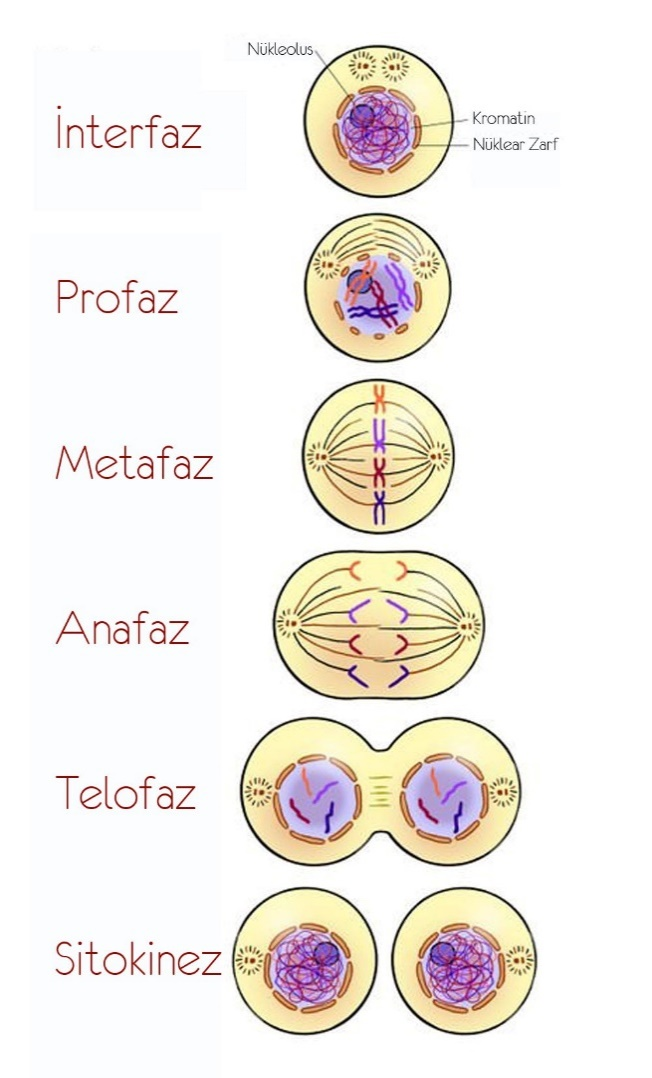 Nükleolus
İnterfaz
Kromatin
Nüklear Zarf
Profaz
Metafaz
Anafaz
Telofaz
Sitokinez